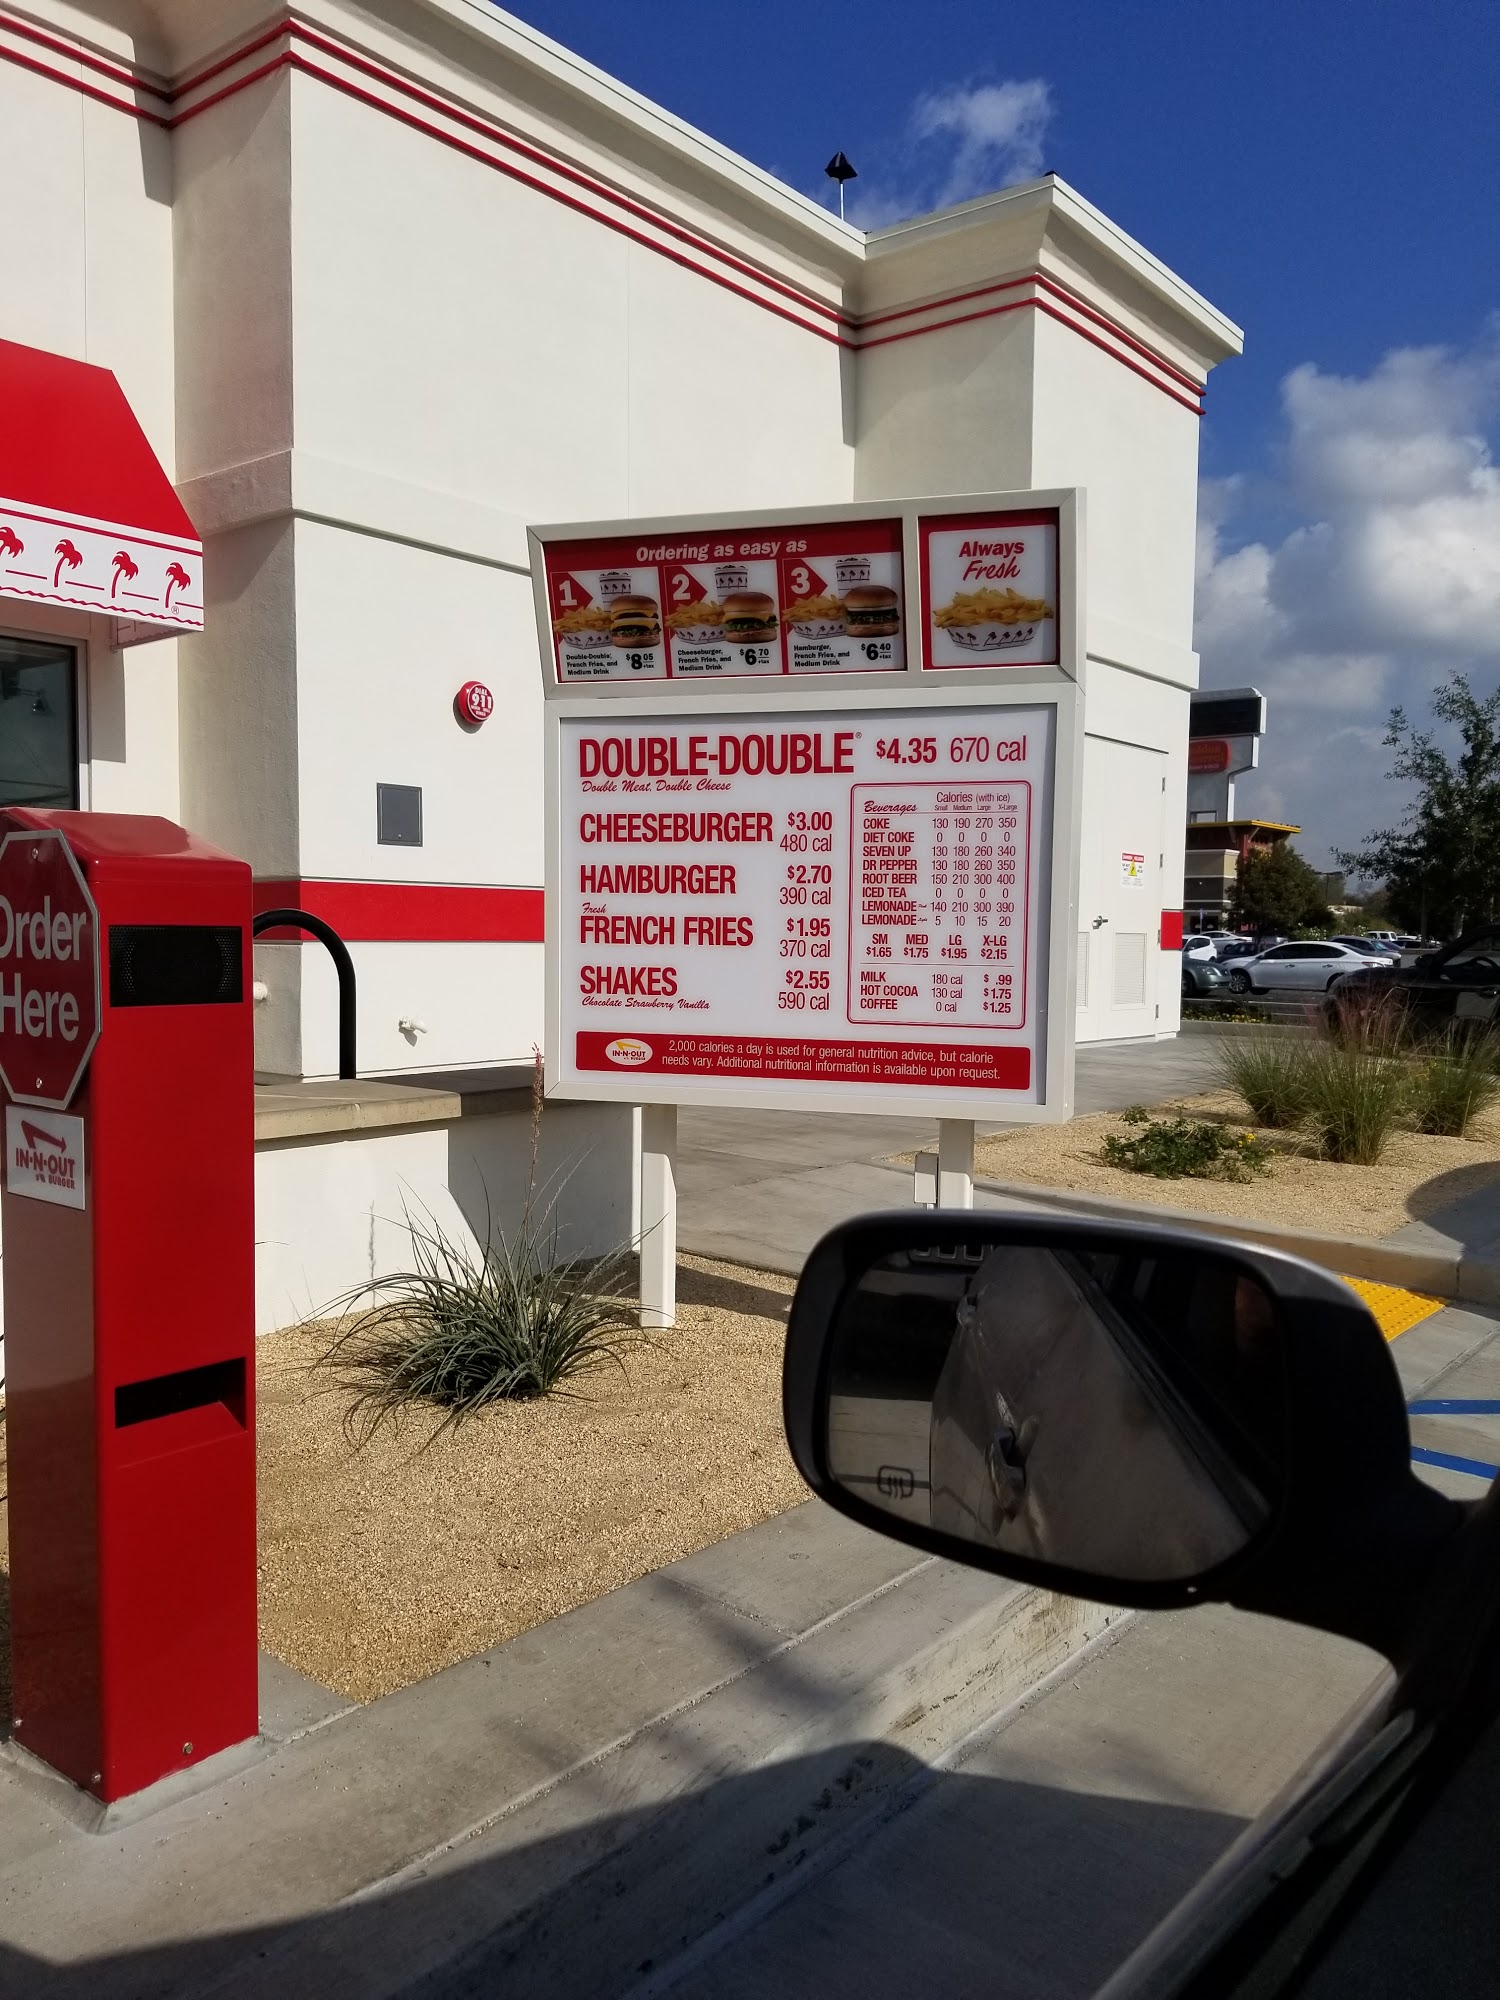 Ordering as easy as
1
Double-Double,
French Fries, and
Medium Drink
$8 05
+tax
2
Cheeseburger,
French Fries, and
Medium Drink
$6 70
+tax
3
Hamburger,
French Fries, and
Medium Drink
$6 40
+tax
Always
Fresh
DIAL
911
DOUBLE-DOUBLE® $4.35 670 cal
Double Meat, Double Cheese
CHEESEBURGER $3.00
480 cal
HAMBURGER $2.70
390 cal
Fresh
FRENCH FRIES $1.95
370 cal
SHAKES $2.55
Chocolate Strawberry Vanilla 590 cal
Calories (with ice)
Beverages Small Medium Large X-Large
COKE 130 190 270 350
DIET COKE 0 0 0 0
SEVEN UP 130 180 260 340
DR PEPPER 130 180 260 350
ROOT BEER 150 210 300 400
ICED TEA 0 0 0 0
LEMONADE 140 210 300 390
LEMONADE 5 10 15 20
SM MED LG X-LG
$1.65 $1.75 $1.95 $2.15
MILK 180 cal $ .99
HOT COCOA 130 cal $1.75
COFFEE 0 cal $1.25
IN-N-OUT
BURGER
2,000 calories a day is used for general nutrition advice, but calorie
needs vary. Additional nutritional information is available upon request.
Order
Here
IN-N-OUT
BURGER
®